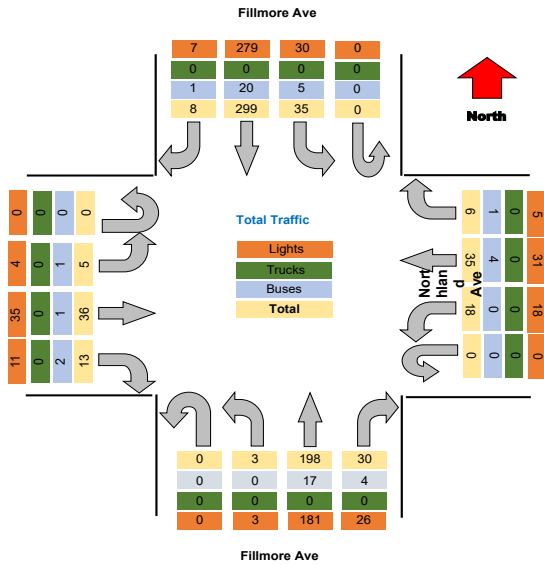 Fillmore Ave
7 279 30 0
0 0 0 0
1 20 5 0
8 299 35 0
North
0 0 0 0
4 0 1 5
35 0 1 36
11 0 2 13
Total Traffic
Lights
Trucks
Buses
Total
6 1 0 5
35 4 0 31
18 0 0 18
0 0 0 0
Northlan
d
Ave
0 3 198 30
0 0 17 4
0 0 0 0
0 3 181 26
Fillmore Ave